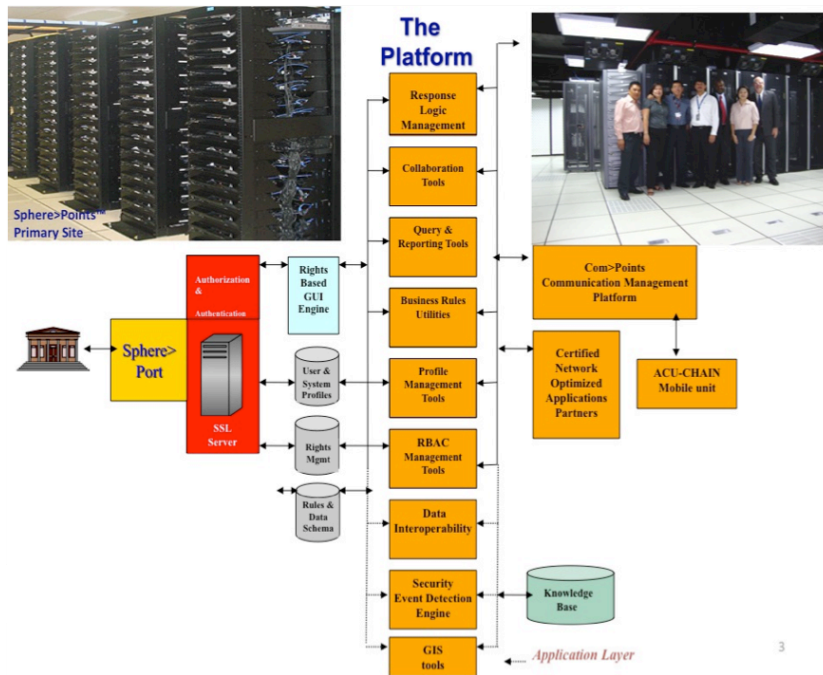 The
Platform
Sphere>Points™
Primary Site
Response
Logic
Management
Collaboration
Tools
Query &
Reporting Tools
Business Rules
Utilities
Profile
Management
Tools
RBAC
Management
Tools
Data
Interoperability
Security
Event Detection
Engine
GIS
tools
Authorization
&
Authentication
SSL
Server
Sphere>
Port
Rights
Based
GUI
Engine
User &
System
Profiles
Rights
Mgmt
Rules &
Data
Schema
Com>Points
Communication Management
Platform
Certified
Network
Optimized
Applications
Partners
ACU-CHAIN
Mobile unit
Knowledge
Base
Application Layer
3